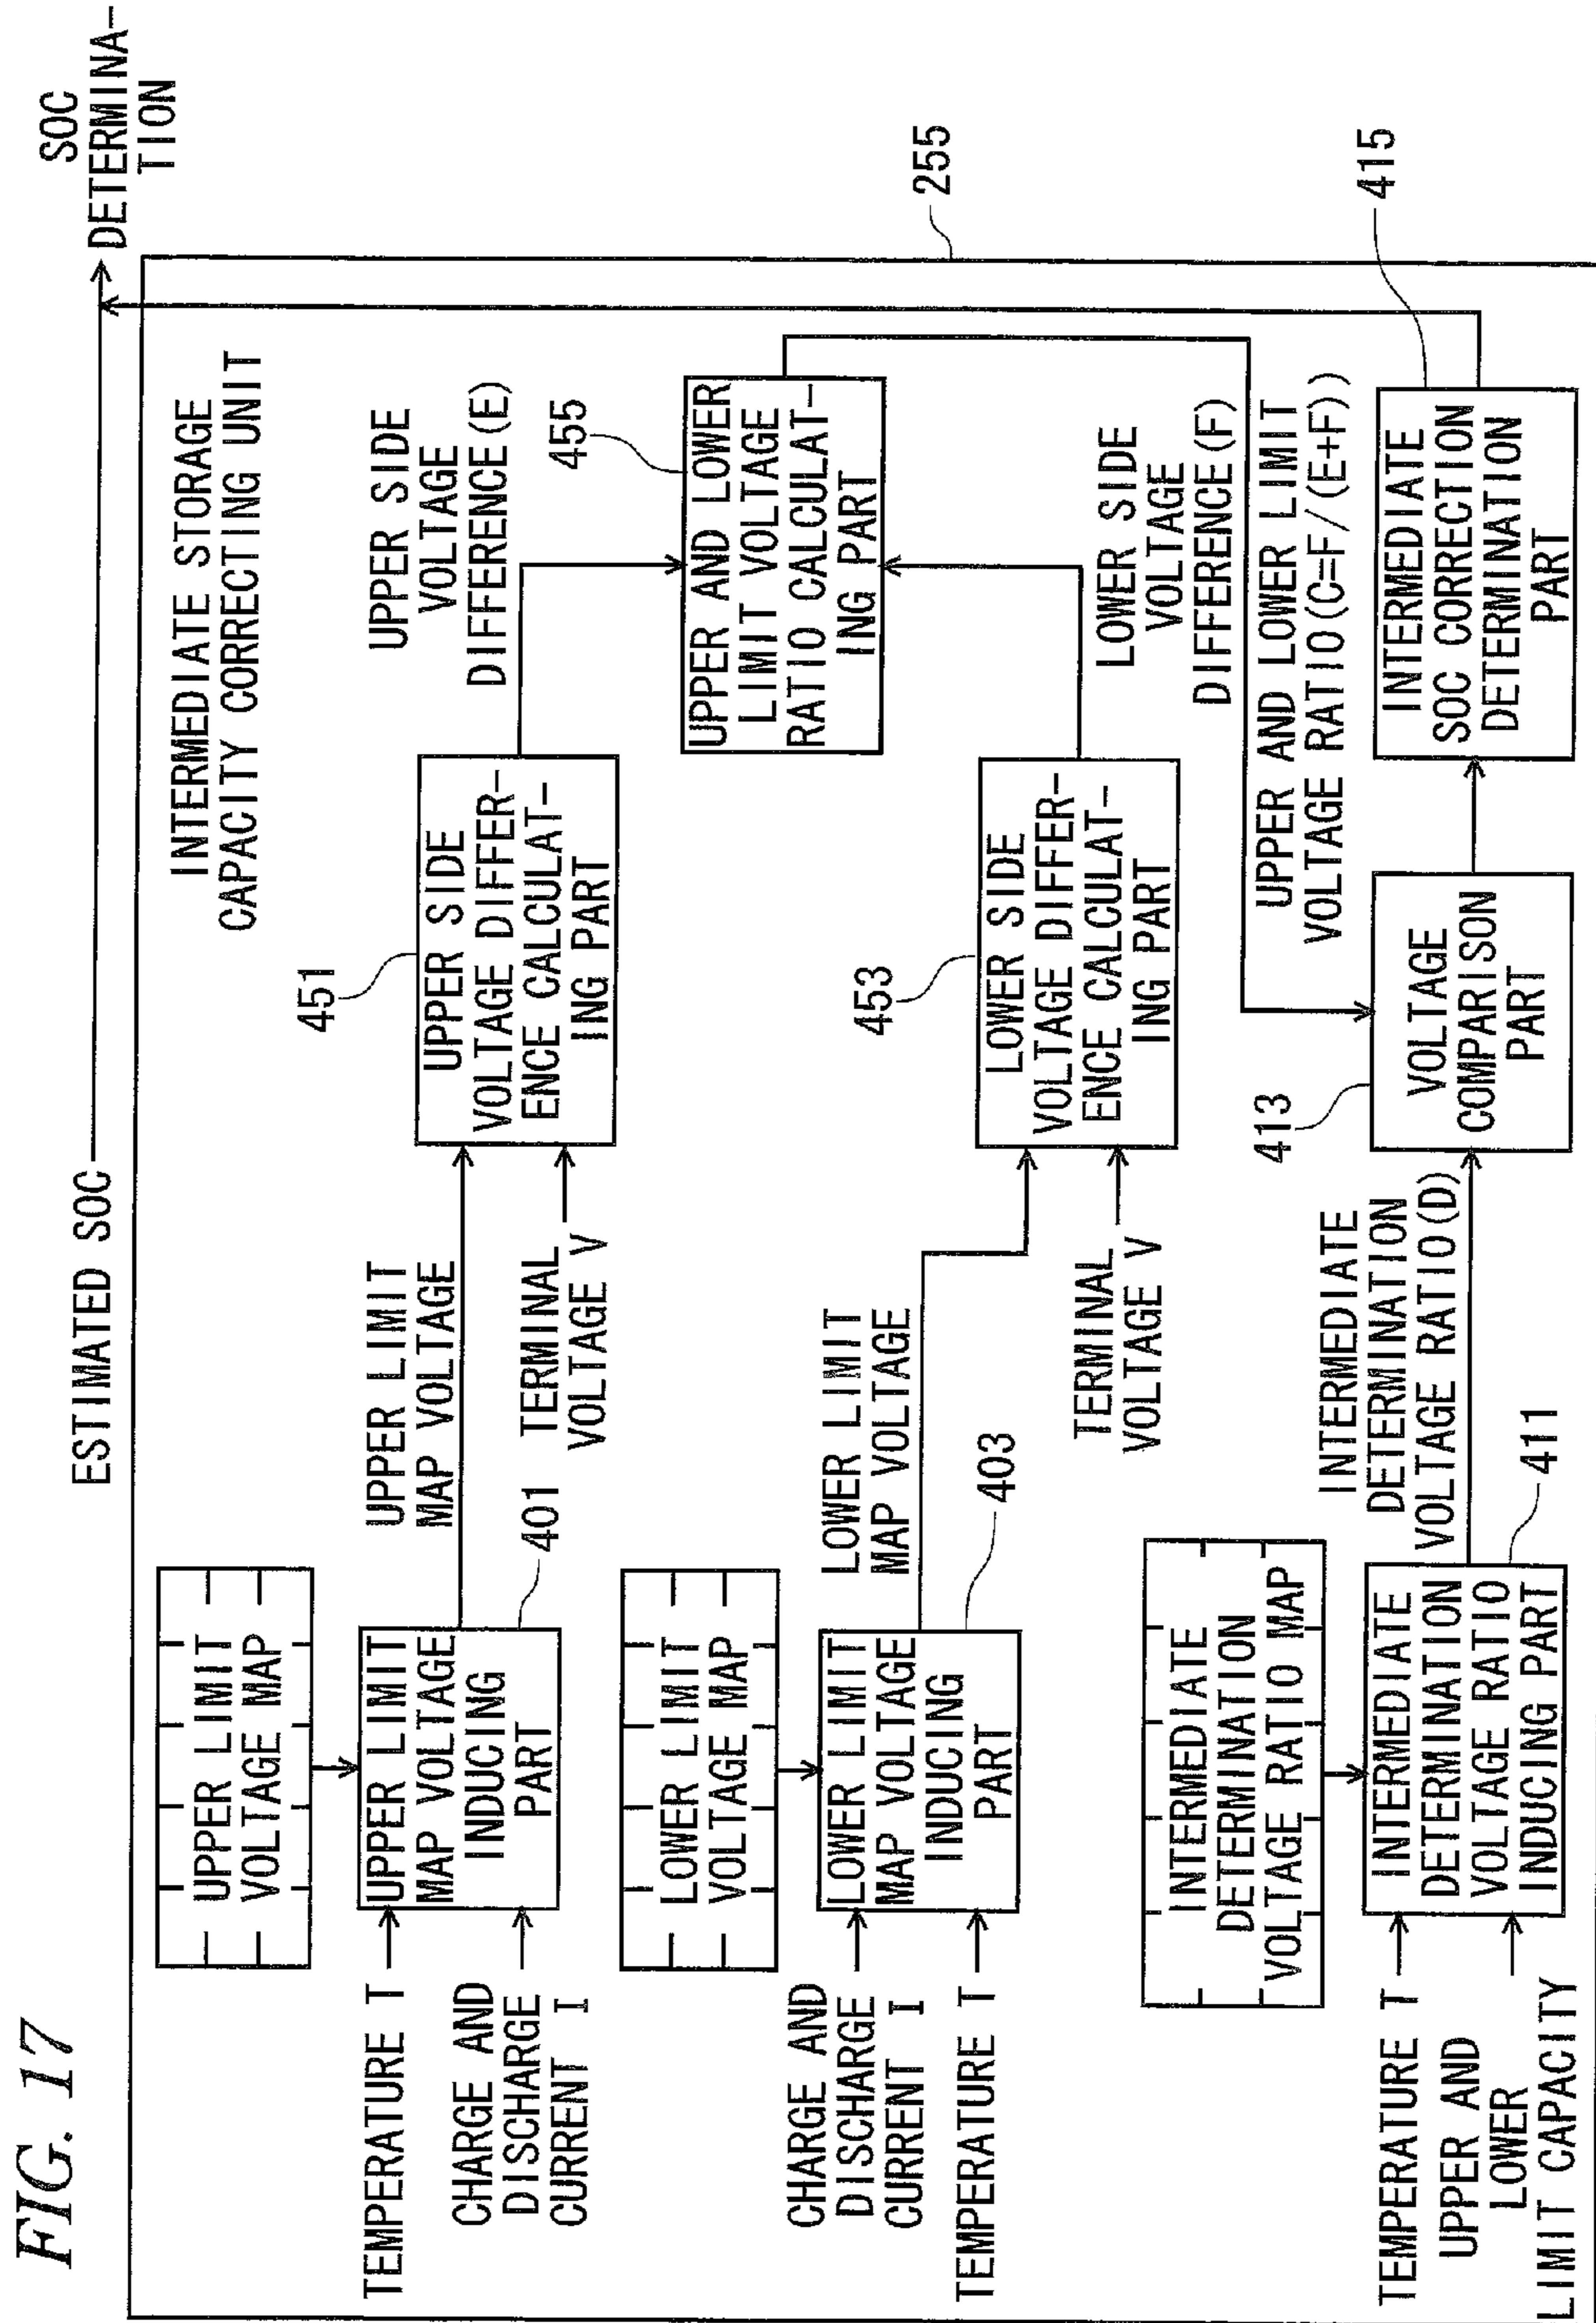 FIG. 17
ESTIMATED SOC
SOC
DETERMINA-
TION
INTERMEDIATE STORAGE
CAPACITY CORRECTING UNIT
255
UPPER LIMIT
VOLTAGE MAP
TEMPERATURE T
CHARGE AND
DISCHARGE
CURRENT I
UPPER LIMIT
MAP VOLTAGE
INDUCING
PART
401
UPPER LIMIT
MAP VOLTAGE
TERMINAL
VOLTAGE V
451
UPPER SIDE
VOLTAGE DIFFER-
ENCE CALCULAT-
ING PART
UPPER SIDE
VOLTAGE
DIFFERENCE(E)
455
UPPER AND LOWER
LIMIT VOLTAGE
RATIO CALCULAT-
ING PART
LOWER LIMIT
VOLTAGE MAP
CHARGE AND
DISCHARGE
CURRENT I
TEMPERATURE T
LOWER LIMIT
MAP VOLTAGE
INDUCING
PART
403
LOWER LIMIT
MAP VOLTAGE
TERMINAL
VOLTAGE V
453
LOWER SIDE
VOLTAGE DIFFER-
ENCE CALCULAT-
ING PART
LOWER SIDE
VOLTAGE
DIFFERENCE(F)
UPPER AND LOWER LIMIT
VOLTAGE RATIO(C=F/(E+F))
INTERMEDIATE
DETERMINATION
VOLTAGE RATIO MAP
TEMPERATURE T
UPPER AND
LOWER
LIMIT CAPACITY
INTERMEDIATE
DETERMINATION
VOLTAGE RATIO
INDUCING PART
411
INTERMEDIATE
DETERMINATION
VOLTAGE RATIO(D)
413
VOLTAGE
COMPARISON
PART
INTERMEDIATE
SOC CORRECTION
DETERMINATION
PART
415